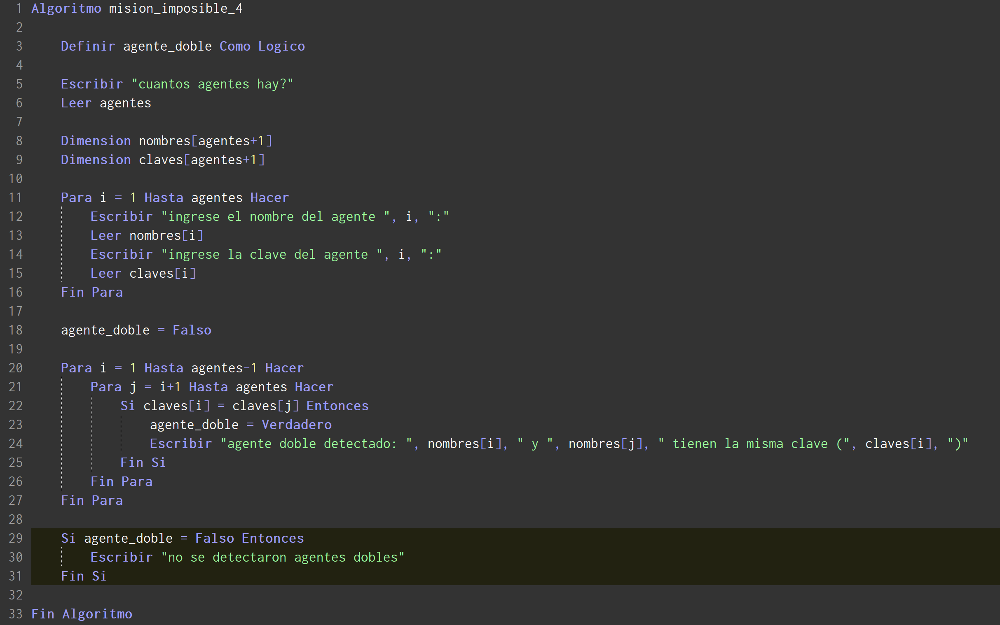 1 Algoritmo mision_imposible_4
2
3 Definir agente_doble Como Logico
4
5 Escribir "cuantos agentes hay?"
6 Leer agentes
7
8 Dimension nombres[agentes+1]
9 Dimension claves[agentes+1]
10
11 Para i = 1 Hasta agentes Hacer
12 Escribir "ingrese el nombre del agente ", i, ":"
13 Leer nombres[i]
14 Escribir "ingrese la clave del agente ", i, ":"
15 Leer claves[i]
16 Fin Para
17
18 agente_doble = Falso
19
20 Para i = 1 Hasta agentes-1 Hacer
21 Para j = i+1 Hasta agentes Hacer
22 Si claves[i] = claves[j] Entonces
23 agente_doble = Verdadero
24 Escribir "agente doble detectado: ", nombres[i], " y ", nombres[j], " tienen la misma clave (", claves[i], ")"
25 Fin Si
26 Fin Para
27 Fin Para
28
29 Si agente_doble = Falso Entonces
30 Escribir "no se detectaron agentes dobles"
31 Fin Si
32
33 Fin Algoritmo